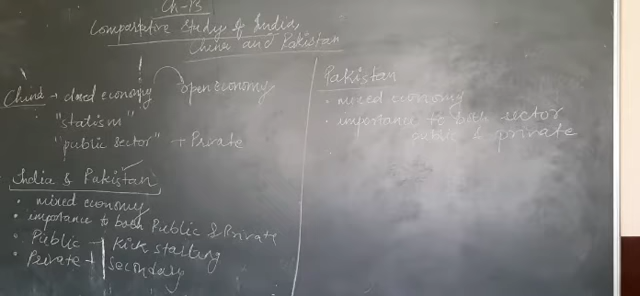 Ch-13
Comparative Study of India,
China and Pakistan
China → closed economy open economy
"statism"
"public sector" + Private
India & Pakistan
• mixed economy
• importance to both Public & Private
• Public → kick starting
• Private → secondary
Pakistan
• mixed economy
• importance to both sector
public & private